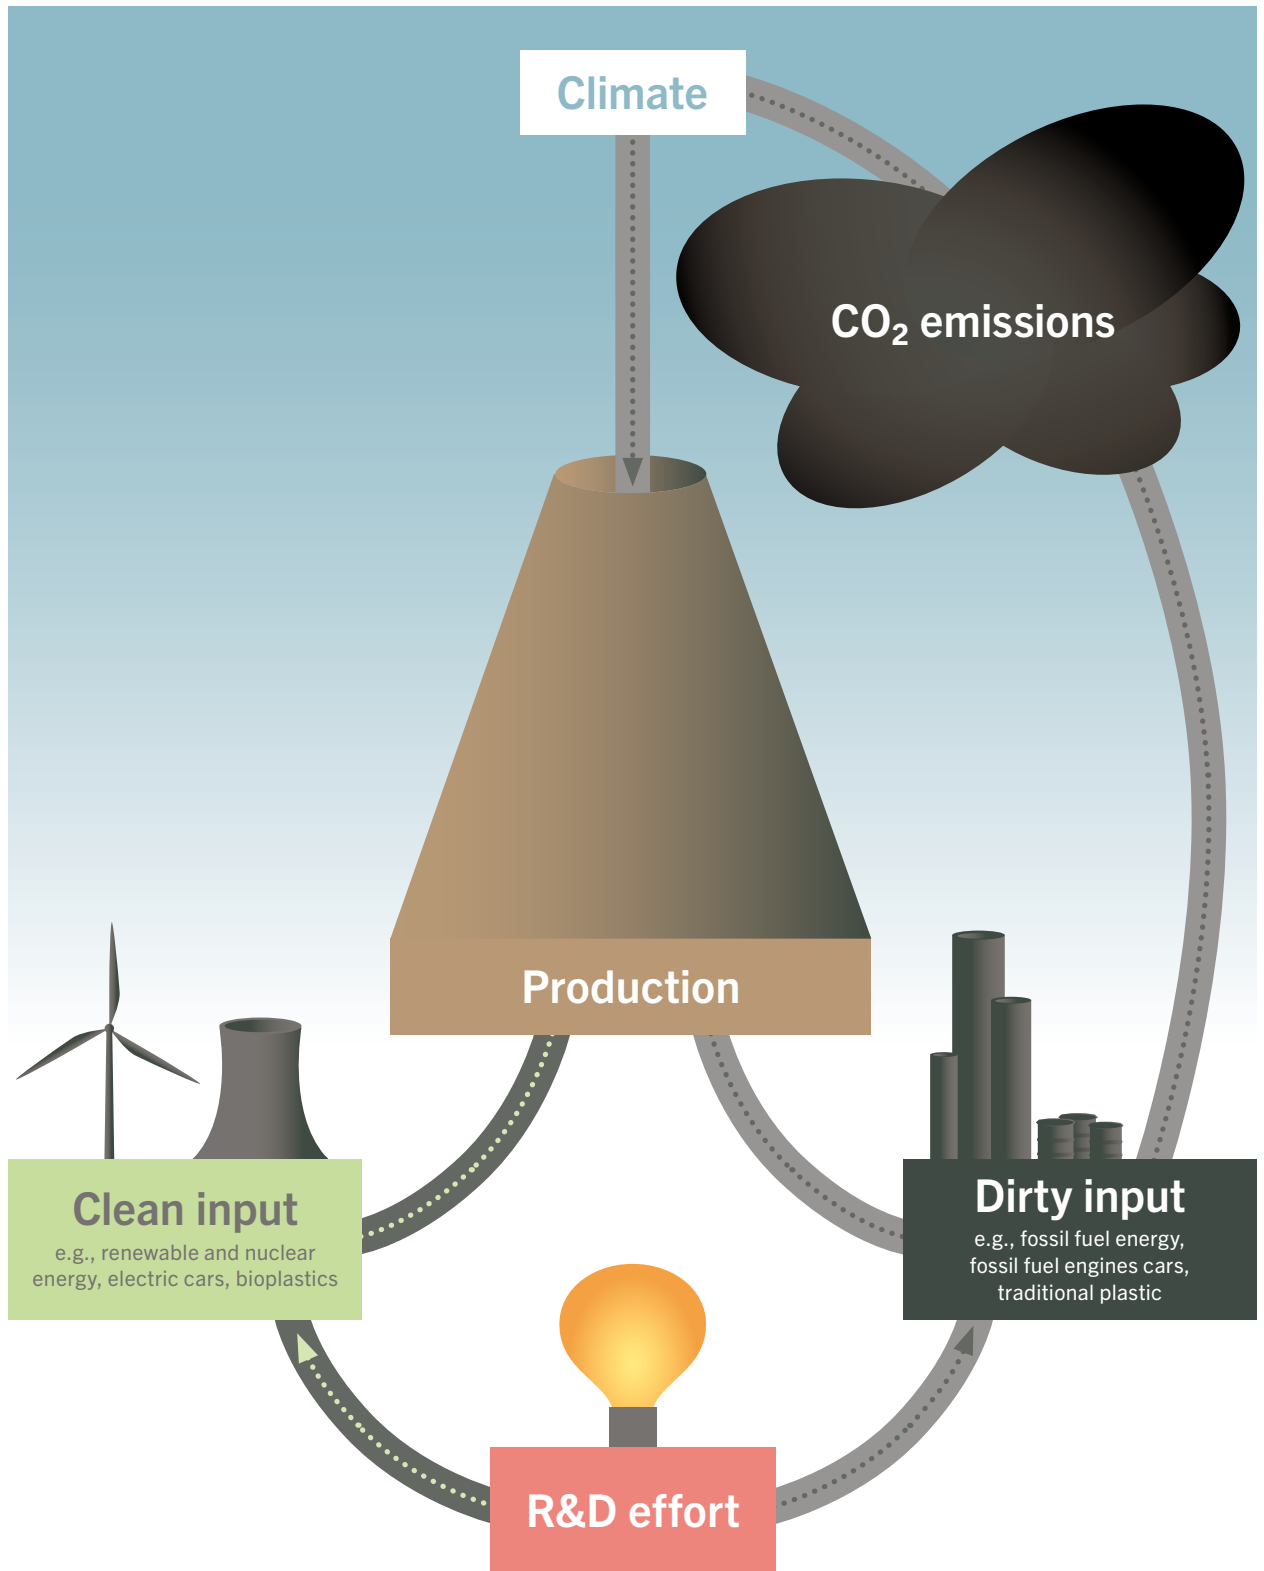 Climate
CO₂ emissions
Production
Clean input
e.g., renewable and nuclear
energy, electric cars, bioplastics
Dirty input
e.g., fossil fuel energy,
fossil fuel engines cars,
traditional plastic
R&D effort